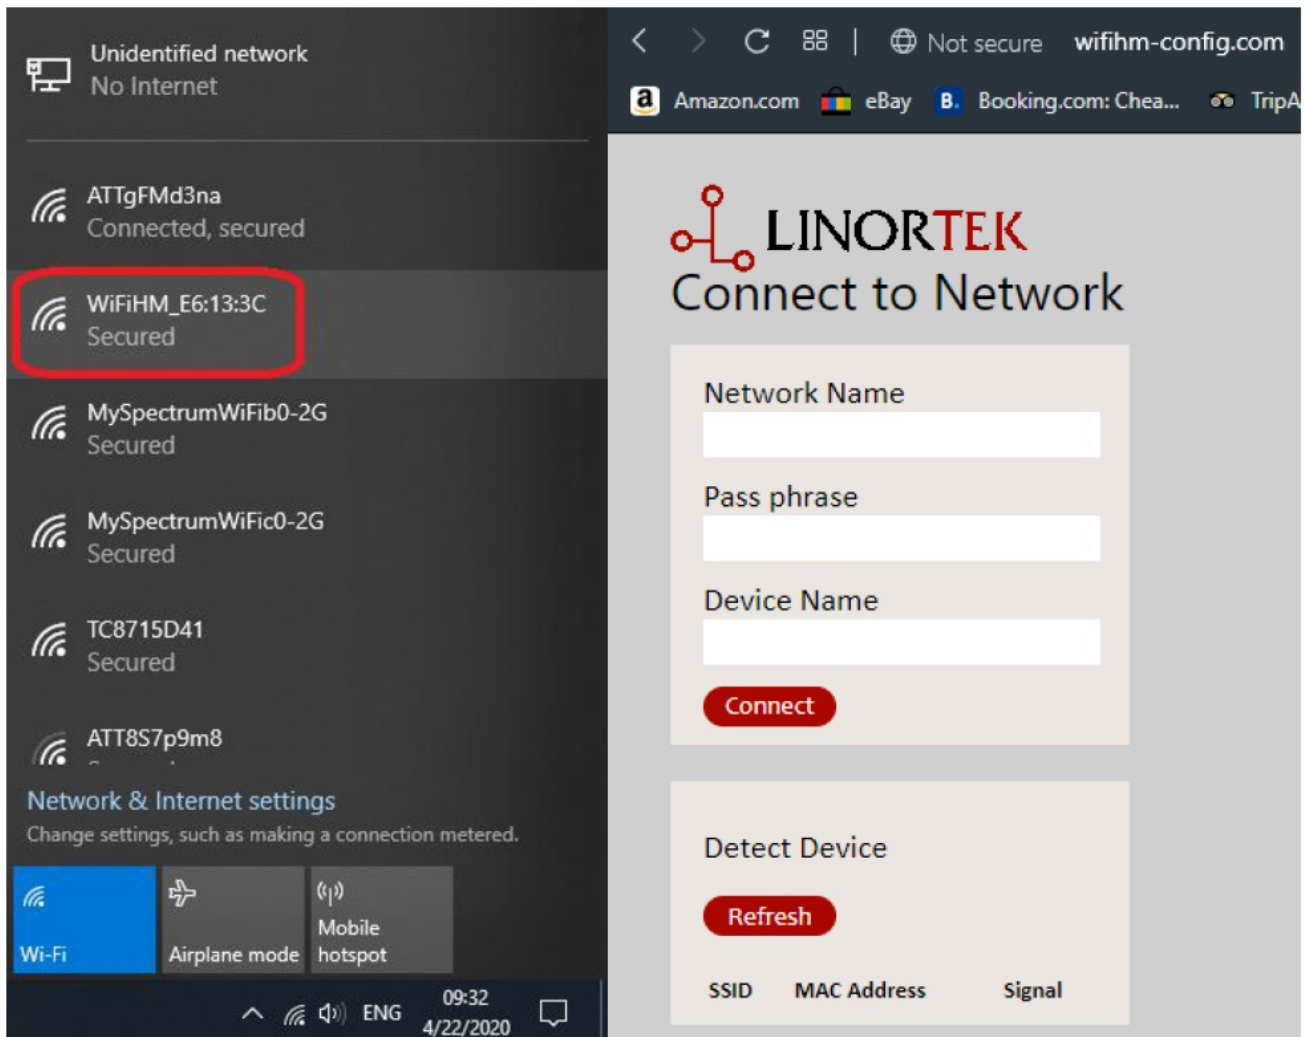 Unidentified network
No Internet
ATTgFMd3na
Connected, secured
WiFiHM_E6:13:3C
Secured
MySpectrumWiFib0-2G
Secured
MySpectrumWiFic0-2G
Secured
TC8715D41
Secured
ATT8S7p9m8
Network & Internet settings
Change settings, such as making a connection metered.
Wi-Fi
Airplane mode
Mobile
hotspot
ENG
09:32
4/22/2020
Not secure wifihm-config.com
Amazon.com eBay B. Booking.com: Chea... TripA
LINORTEK
Connect to Network
Network Name
Pass phrase
Device Name
Connect
Detect Device
Refresh
SSID MAC Address Signal